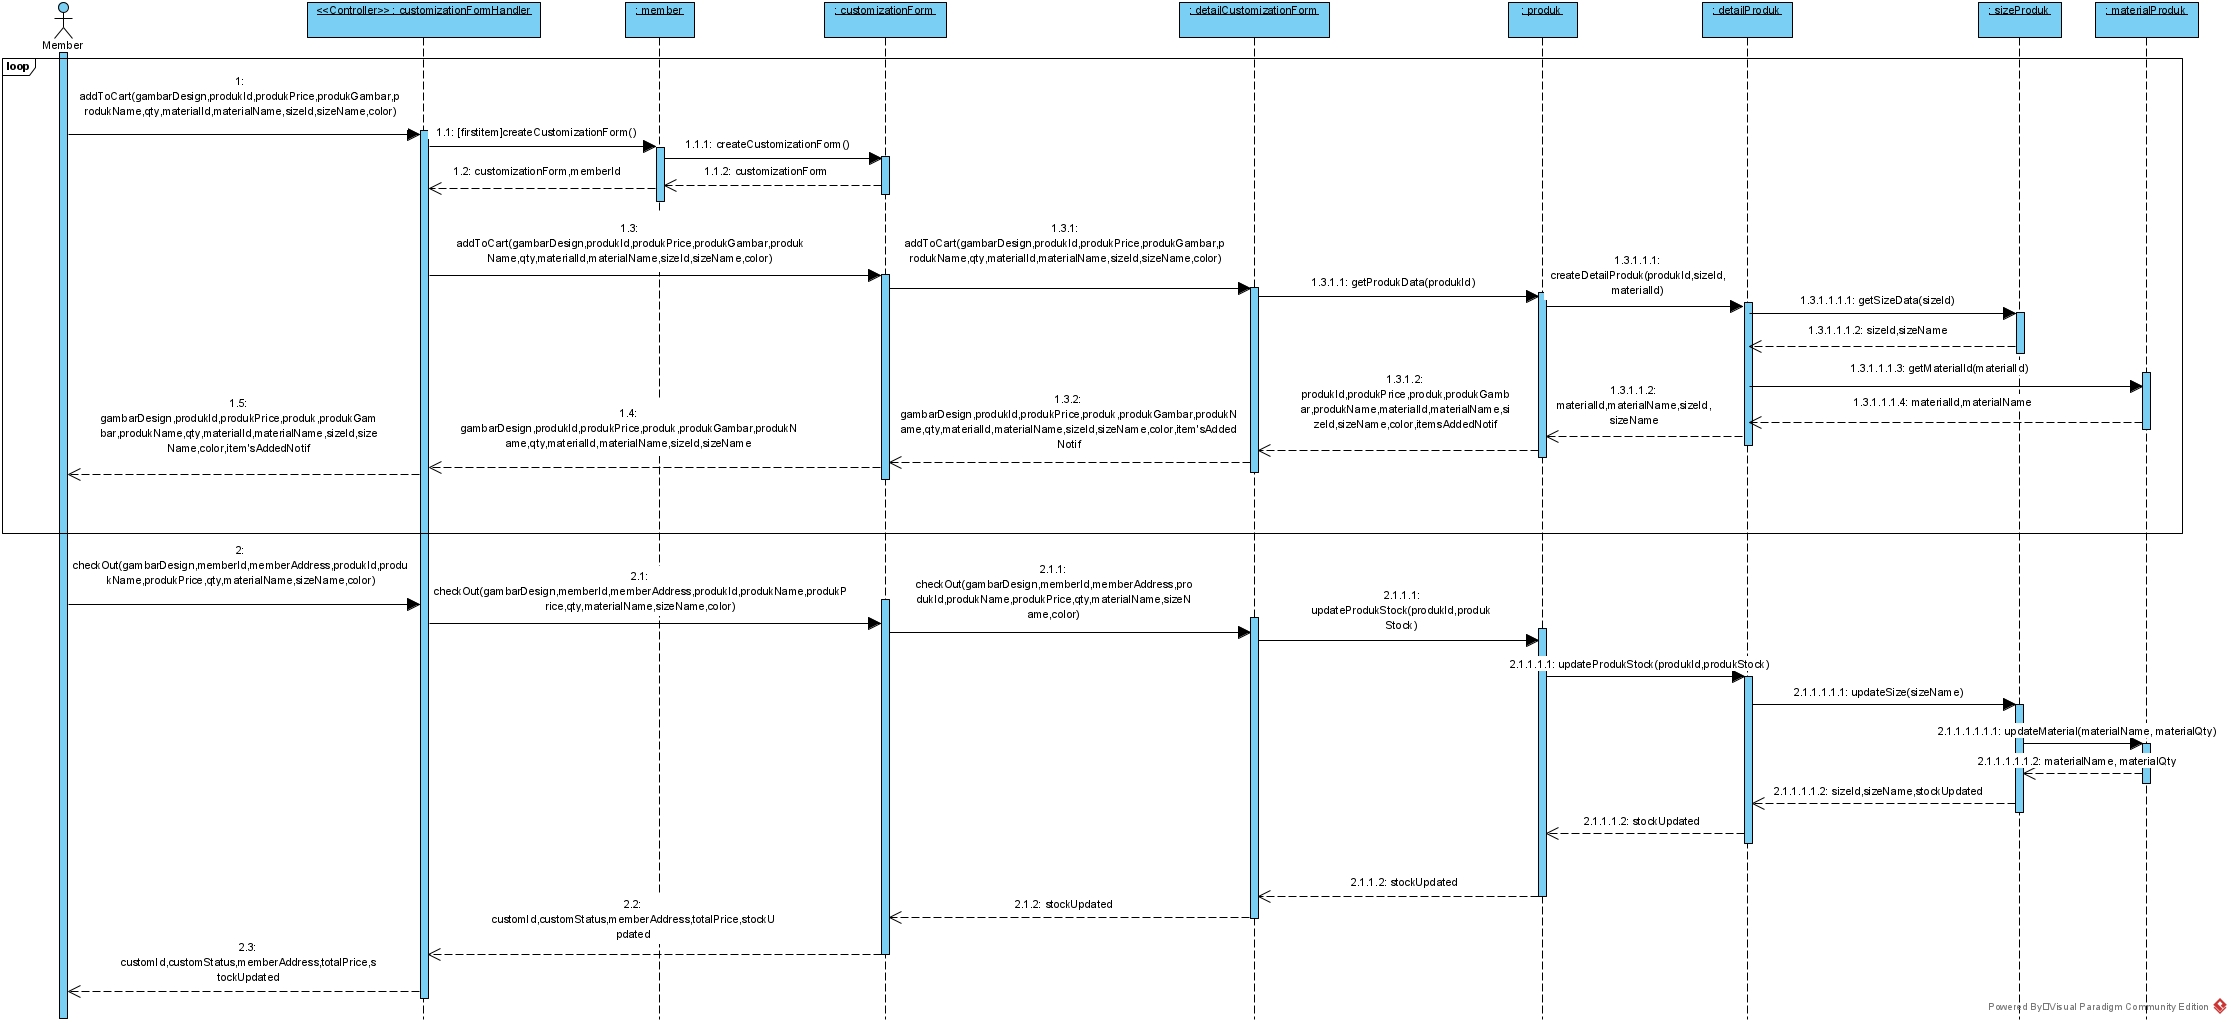 <<Controller>> : customizationFormHandler
: member
: customizationForm
: detailCustomizationForm
: produk
: detailProduk
: sizeProduk
: materialProduk
Member
loop
1:
addToCart(gambarDesign,produkId,produkPrice,produkGambar,p
rodukName,qty,materialId,materialName,sizeId,sizeName,color)
1.1: [firstitem]createCustomizationForm()
1.1.1: createCustomizationForm()
1.2: customizationForm,memberId
1.1.2: customizationForm
1.3:
addToCart(gambarDesign,produkId,produkPrice,produkGambar,produk
Name,qty,materialId,materialName,sizeId,sizeName,color)
1.3.1:
addToCart(gambarDesign,produkId,produkPrice,produkGambar,p
rodukName,qty,materialId,materialName,sizeId,sizeName,color)
1.3.1.1: getProdukData(produkId)
1.3.1.1.1:
createDetailProduk(produkId,sizeId,
materialId)
1.3.1.1.1.1: getSizeData(sizeId)
1.3.1.1.1.2: sizeId,sizeName
1.3.1.1.1.3: getMaterialId(materialId)
1.3.1.1.1.4: materialId,materialName
1.3.1.1.2:
materialId,materialName,sizeId,
sizeName
1.3.1.2:
produkId,produkPrice,produk,produkGamb
ar,produkName,materialId,materialName,si
zeId,sizeName,color,itemsAddedNotif
1.3.2:
gambarDesign,produkId,produkPrice,produk,produkGambar,produkN
ame,qty,materialId,materialName,sizeId,sizeName,color,item'sAdded
Notif
1.4:
gambarDesign,produkId,produkPrice,produk,produkGambar,produkN
ame,qty,materialId,materialName,sizeId,sizeName
1.5:
gambarDesign,produkId,produkPrice,produk,produkGam
bar,produkName,qty,materialId,materialName,sizeId,size
Name,color,item'sAddedNotif
2:
checkOut(gambarDesign,memberId,memberAddress,produkId,produ
kName,produkPrice,qty,materialName,sizeName,color)
2.1:
checkOut(gambarDesign,memberId,memberAddress,produkId,produkName,produkP
rice,qty,materialName,sizeName,color)
2.1.1:
checkOut(gambarDesign,memberId,memberAddress,pro
dukId,produkName,produkPrice,qty,materialName,sizeN
ame,color)
2.1.1.1:
updateProdukStock(produkId,produk
Stock)
2.1.1.1.1: updateProdukStock(produkId,produkStock)
2.1.1.1.1.1: updateSize(sizeName)
2.1.1.1.1.1.1: updateMaterial(materialName, materialQty)
2.1.1.1.1.1.2: materialName, materialQty
2.1.1.1.1.2: sizeId,sizeName,stockUpdated
2.1.1.1.2: stockUpdated
2.1.1.2: stockUpdated
2.1.2: stockUpdated
2.2:
customId,customStatus,memberAddress,totalPrice,stockU
pdated
2.3:
customId,customStatus,memberAddress,totalPrice,s
tockUpdated
Powered By Visual Paradigm Community Edition